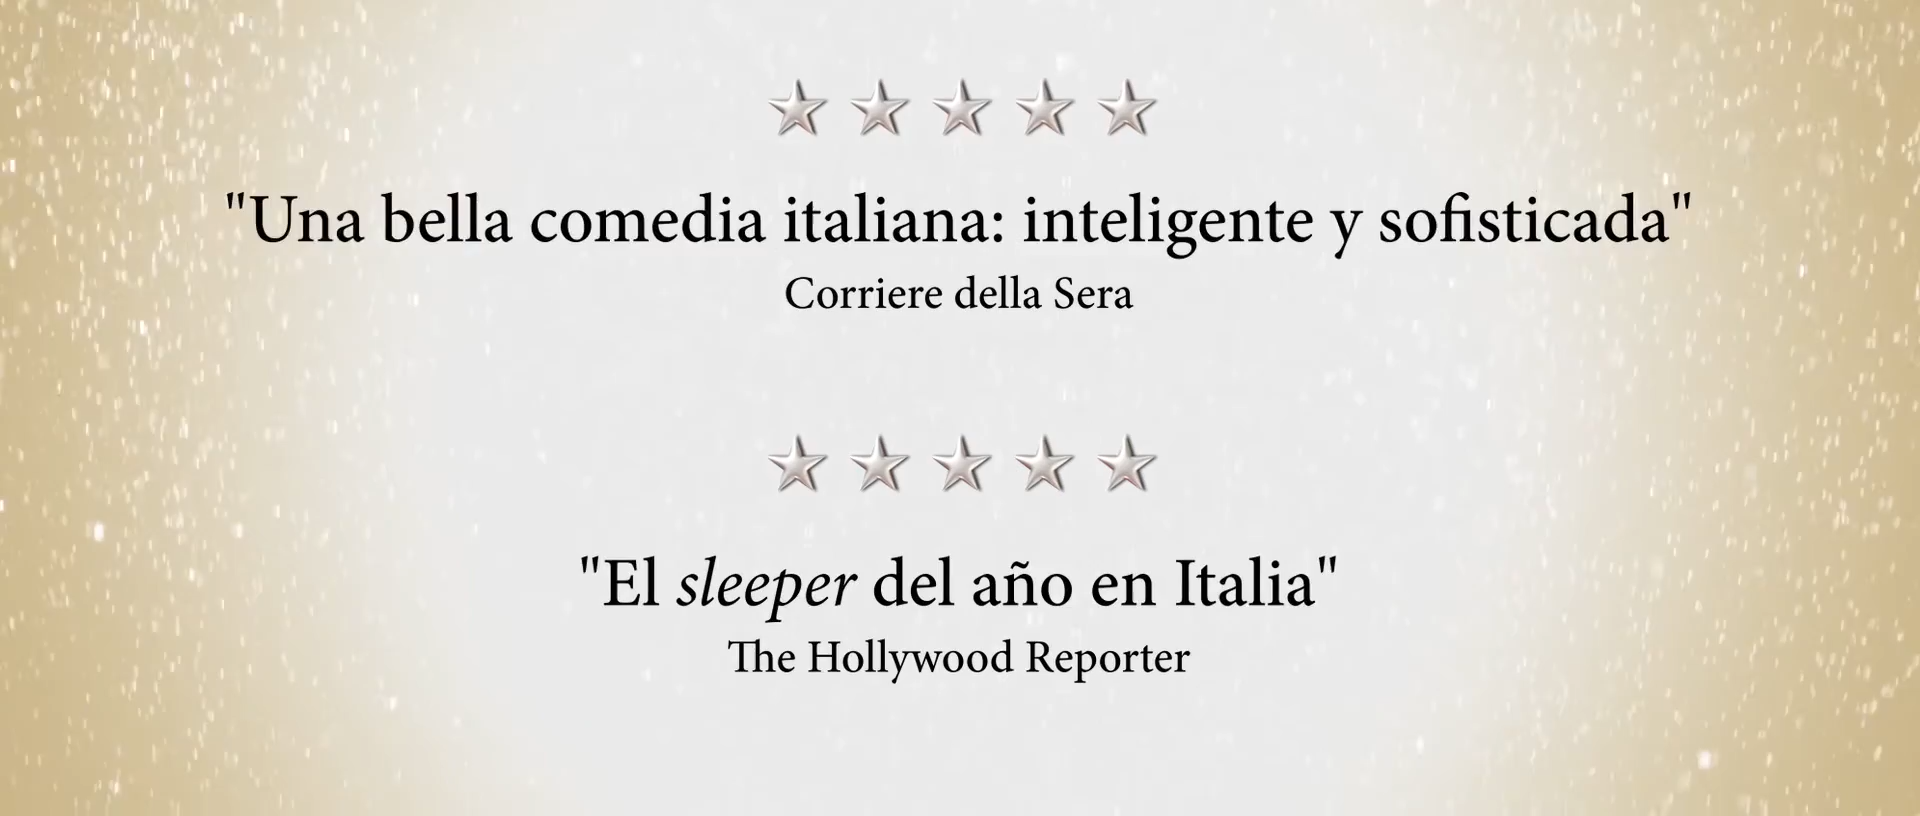 "Una bella comedia italiana: inteligente y sofisticada"
Corriere della Sera
"El sleeper del año en Italia"
The Hollywood Reporter